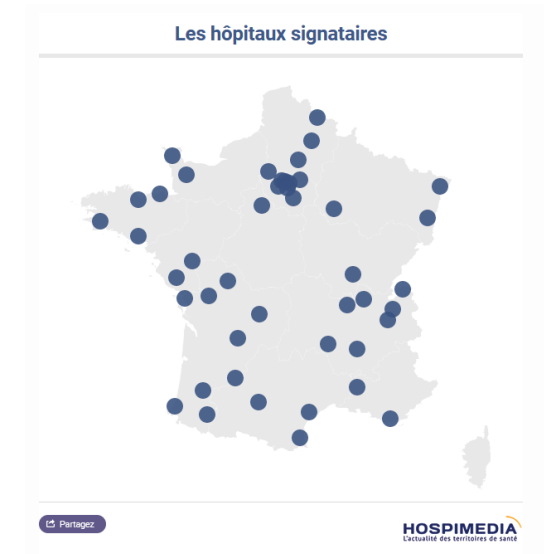 Les hôpitaux signataires
Partagez
HOSPIMEDIA
L'actualité des territoires de santé